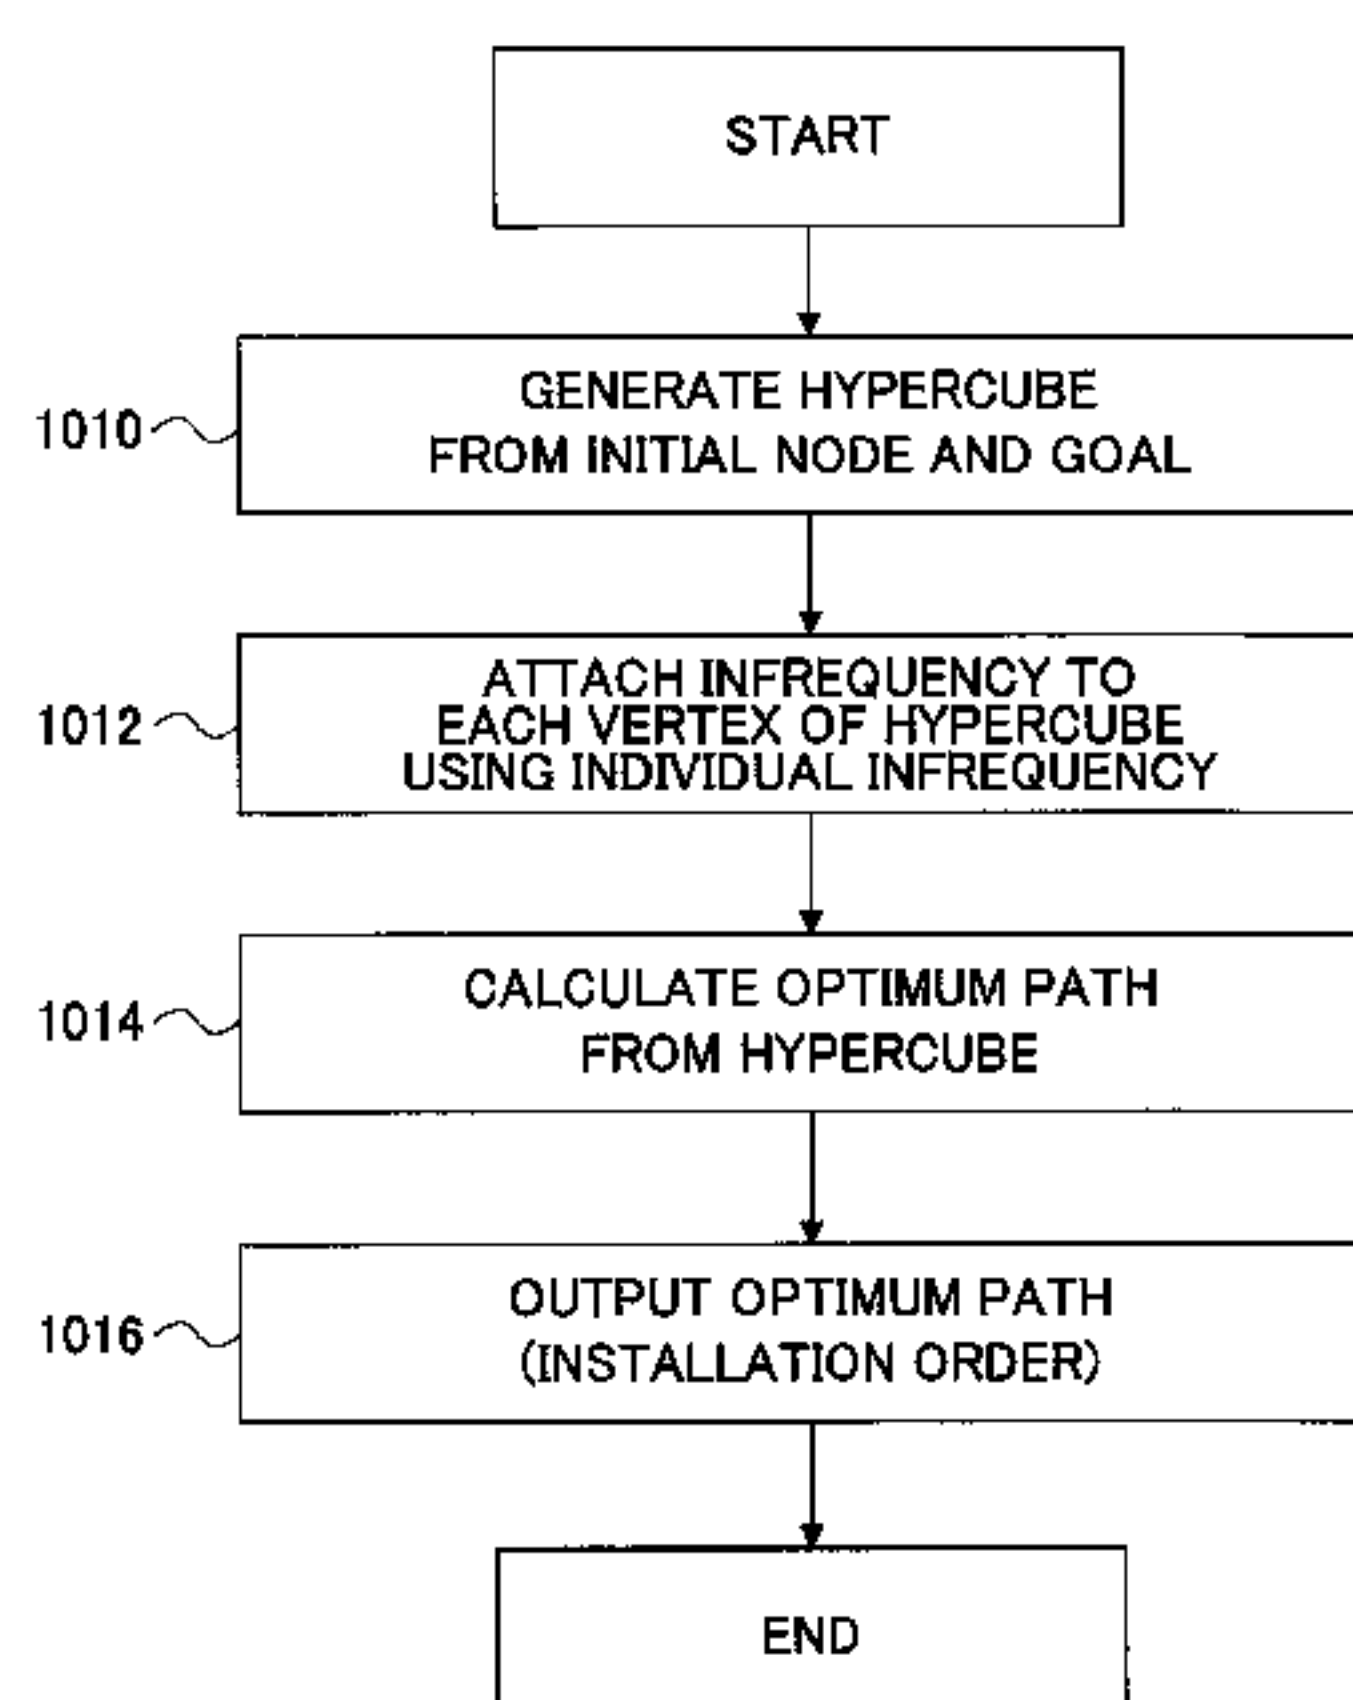 START
1010
GENERATE HYPERCUBE
FROM INITIAL NODE AND GOAL
1012
ATTACH INFREQUENCY TO
EACH VERTEX OF HYPERCUBE
USING INDIVIDUAL INFREQUENCY
1014
CALCULATE OPTIMUM PATH
FROM HYPERCUBE
1016
OUTPUT OPTIMUM PATH
(INSTALLATION ORDER)
END